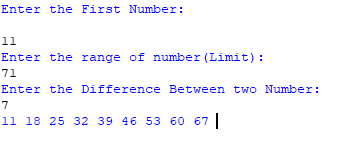 Enter the First Number:
11
Enter the range of number(Limit):
71
Enter the Difference Between two Number:
7
11 18 25 32 39 46 53 60 67